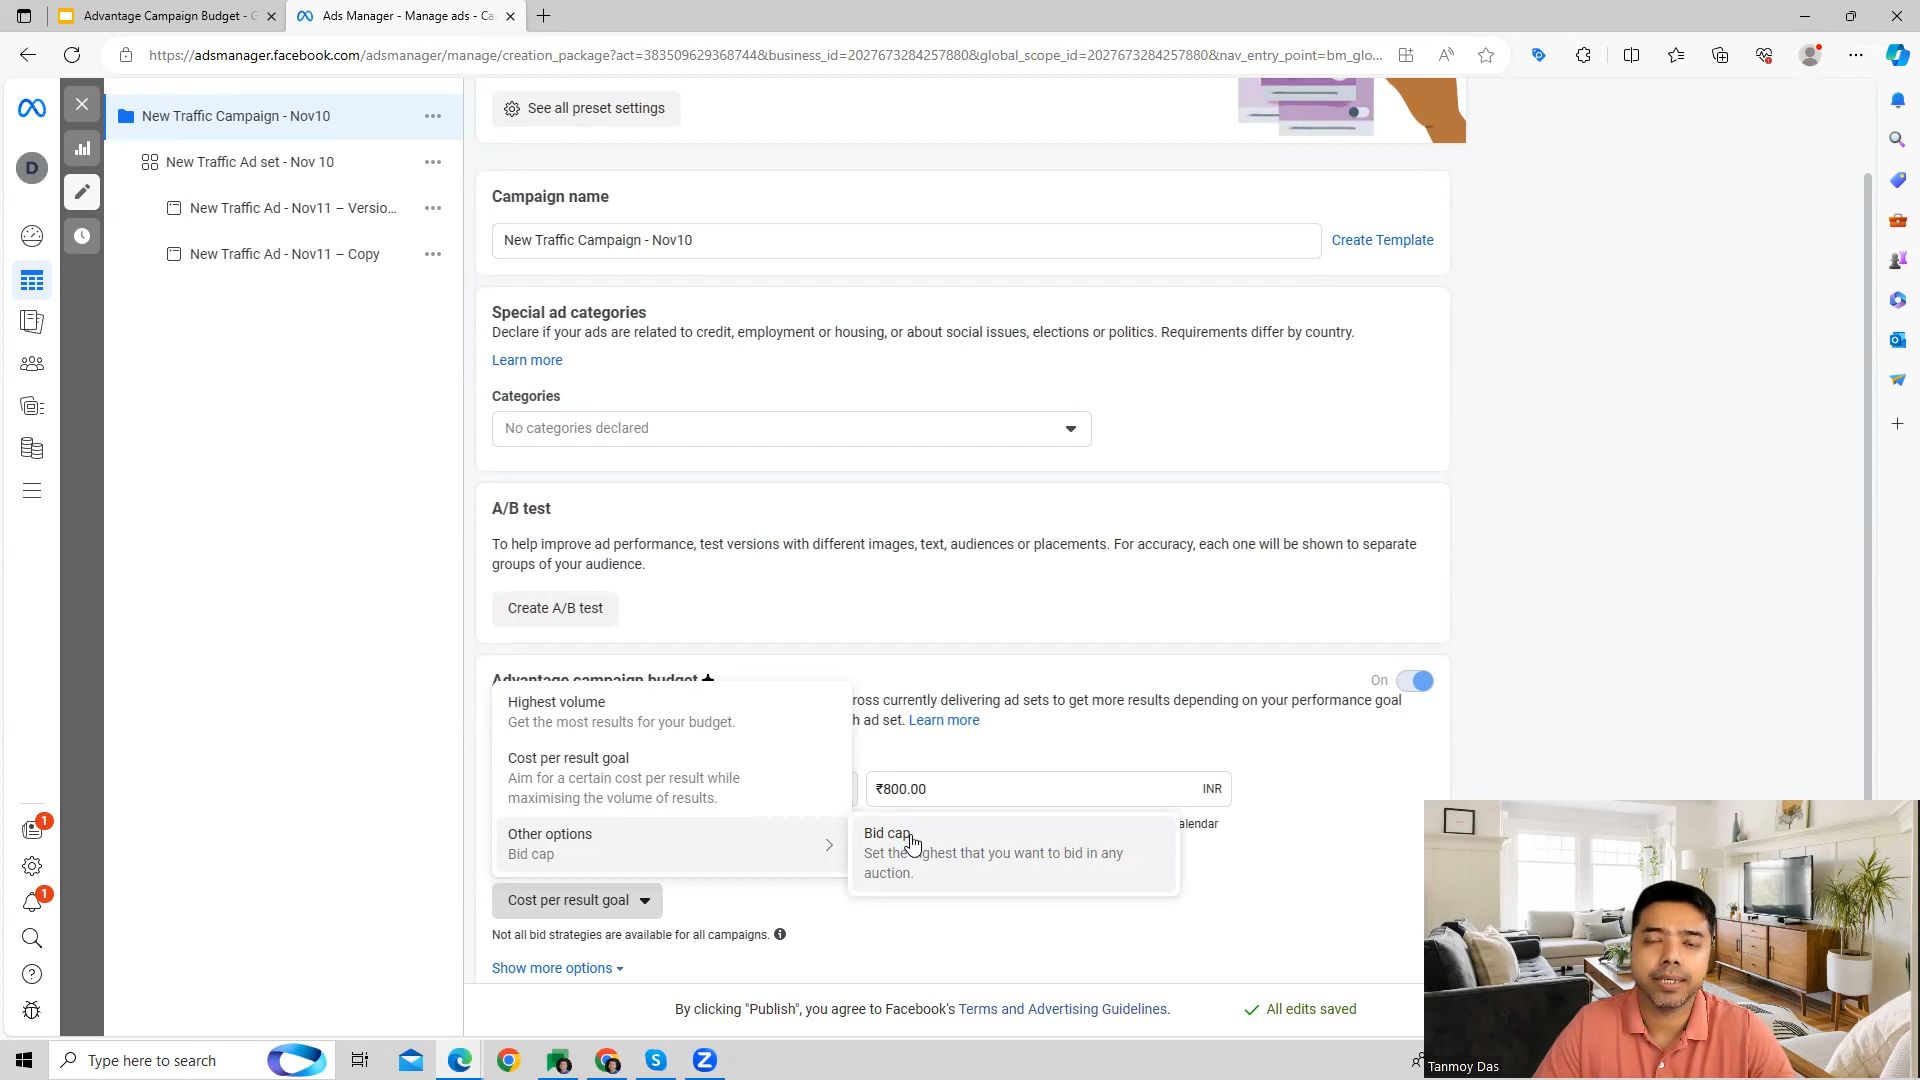 Advantage Campaign Budget - G
Ads Manager - Manage ads - Ca
https://adsmanager.facebook.com/adsmanager/manage/creation_package?act=383509629368744&business_id=2027673284257880&global_scope_id=2027673284257880&nav_entry_point=bm_glo...
D
New Traffic Campaign - Nov10
New Traffic Ad set - Nov 10
New Traffic Ad - Nov11 – Versio...
New Traffic Ad - Nov11 – Copy
See all preset settings
Campaign name
New Traffic Campaign - Nov10
Create Template
Special ad categories
Declare if your ads are related to credit, employment or housing, or about social issues, elections or politics. Requirements differ by country.
Learn more
Categories
No categories declared
A/B test
To help improve ad performance, test versions with different images, text, audiences or placements. For accuracy, each one will be shown to separate
groups of your audience.
Create A/B test
Advantage campaign budget
On
ross currently delivering ad sets to get more results depending on your performance goal
h ad set. Learn more
Highest volume
Get the most results for your budget.
Cost per result goal
Aim for a certain cost per result while
maximising the volume of results.
Other options
Bid cap
₹800.00
INR
alendar
Bid cap
Set the highest that you want to bid in any
auction.
Cost per result goal
Not all bid strategies are available for all campaigns.
Show more options
By clicking "Publish", you agree to Facebook's Terms and Advertising Guidelines.
All edits saved
1
1
Type here to search
Tanmoy Das